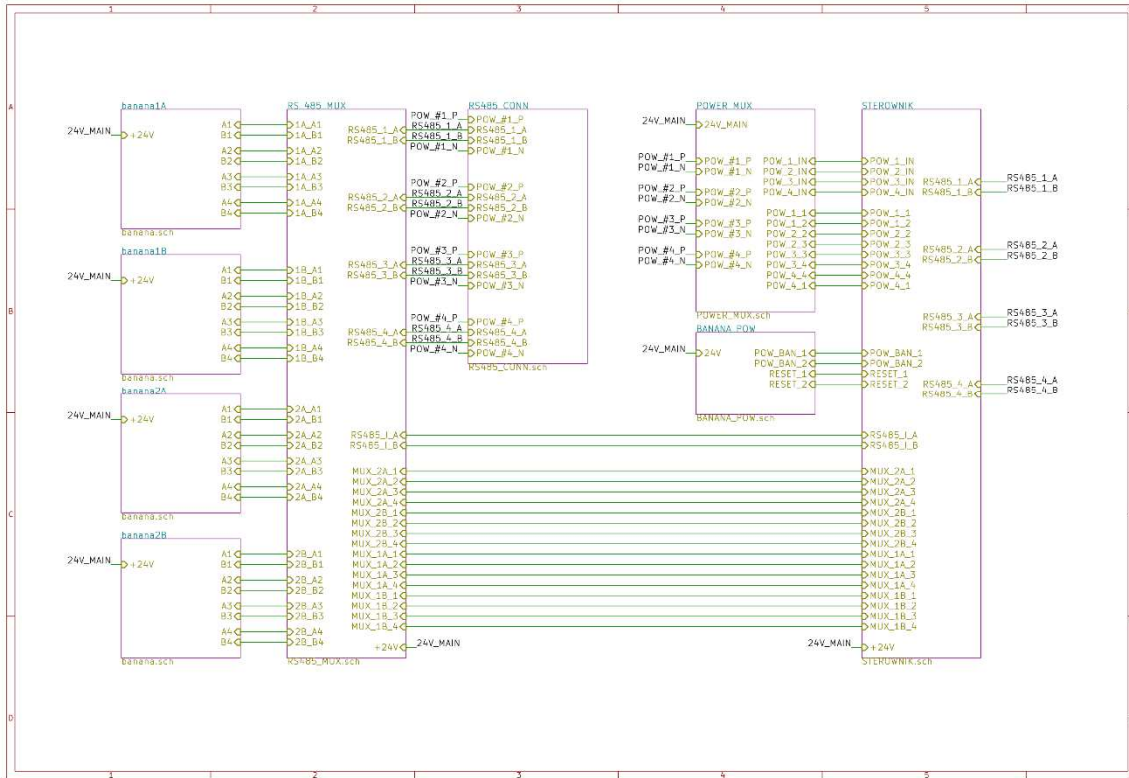 1 2 3 4 5
A
B
C
D
banana1A
24V_MAIN
+24V
A1
B1
A2
B2
A3
B3
A4
B4
banana.sch
banana1B
24V_MAIN
+24V
A1
B1
A2
B2
A3
B3
A4
B4
banana.sch
banana2A
24V_MAIN
+24V
A1
B1
A2
B2
A3
B3
A4
B4
banana.sch
banana2B
24V_MAIN
+24V
A1
B1
A2
B2
A3
B3
A4
B4
banana.sch
RS_485_MUX
1A_A1
1A_B1
1A_A2
1A_B2
1A_A3
1A_B3
1A_A4
1A_B4
1B_A1
1B_B1
1B_A2
1B_B2
1B_A3
1B_B3
1B_A4
1B_B4
2A_A1
2A_B1
2A_A2
2A_B2
2A_A3
2A_B3
2A_A4
2A_B4
2B_A1
2B_B1
2B_A2
2B_B2
2B_A3
2B_B3
2B_A4
2B_B4
RS485_1_A
RS485_1_B
RS485_2_A
RS485_2_B
RS485_3_A
RS485_3_B
RS485_4_A
RS485_4_B
RS485_I_A
RS485_I_B
MUX_2A_1
MUX_2A_2
MUX_2A_3
MUX_2A_4
MUX_2B_1
MUX_2B_2
MUX_2B_3
MUX_2B_4
MUX_1A_1
MUX_1A_2
MUX_1A_3
MUX_1A_4
MUX_1B_1
MUX_1B_2
MUX_1B_3
MUX_1B_4
+24V
24V_MAIN
RS485_MUX.sch
RS485_CONN
POW_#1_P
RS485_1_A
RS485_1_B
POW_#1_N
POW_#2_P
RS485_2_A
RS485_2_B
POW_#2_N
POW_#3_P
RS485_3_A
RS485_3_B
POW_#3_N
POW_#4_P
RS485_4_A
RS485_4_B
POW_#4_N
POW_#1_P
RS485_1_A
RS485_1_B
POW_#1_N
POW_#2_P
RS485_2_A
RS485_2_B
POW_#2_N
POW_#3_P
RS485_3_A
RS485_3_B
POW_#3_N
POW_#4_P
RS485_4_A
RS485_4_B
POW_#4_N
RS485_CONN.sch
POWER_MUX
24V_MAIN
24V_MAIN
POW_#1_P
POW_#1_N
POW_#2_P
POW_#2_N
POW_#3_P
POW_#3_N
POW_#4_P
POW_#4_N
POW_#1_P
POW_#1_N
POW_#2_P
POW_#2_N
POW_#3_P
POW_#3_N
POW_#4_P
POW_#4_N
POW_1_IN
POW_2_IN
POW_3_IN
POW_4_IN
POW_1_1
POW_1_2
POW_2_2
POW_2_3
POW_3_3
POW_3_4
POW_4_4
POW_4_1
POWER_MUX.sch
BANANA_POW
24V_MAIN
24V
POW_BAN_1
POW_BAN_2
RESET_1
RESET_2
BANANA_POW.sch
STEROWNIK
POW_1_IN
POW_2_IN
POW_3_IN
POW_4_IN
POW_1_1
POW_1_2
POW_2_2
POW_2_3
POW_3_3
POW_3_4
POW_4_4
POW_4_1
POW_BAN_1
POW_BAN_2
RESET_1
RESET_2
RS485_I_A
RS485_I_B
MUX_2A_1
MUX_2A_2
MUX_2A_3
MUX_2A_4
MUX_2B_1
MUX_2B_2
MUX_2B_3
MUX_2B_4
MUX_1A_1
MUX_1A_2
MUX_1A_3
MUX_1A_4
MUX_1B_1
MUX_1B_2
MUX_1B_3
MUX_1B_4
24V_MAIN
+24V
RS485_1_A
RS485_1_B
RS485_2_A
RS485_2_B
RS485_3_A
RS485_3_B
RS485_4_A
RS485_4_B
RS485_1_A
RS485_1_B
RS485_2_A
RS485_2_B
RS485_3_A
RS485_3_B
RS485_4_A
RS485_4_B
STEROWNIK.sch
A
B
C
D
1 2 3 4 5